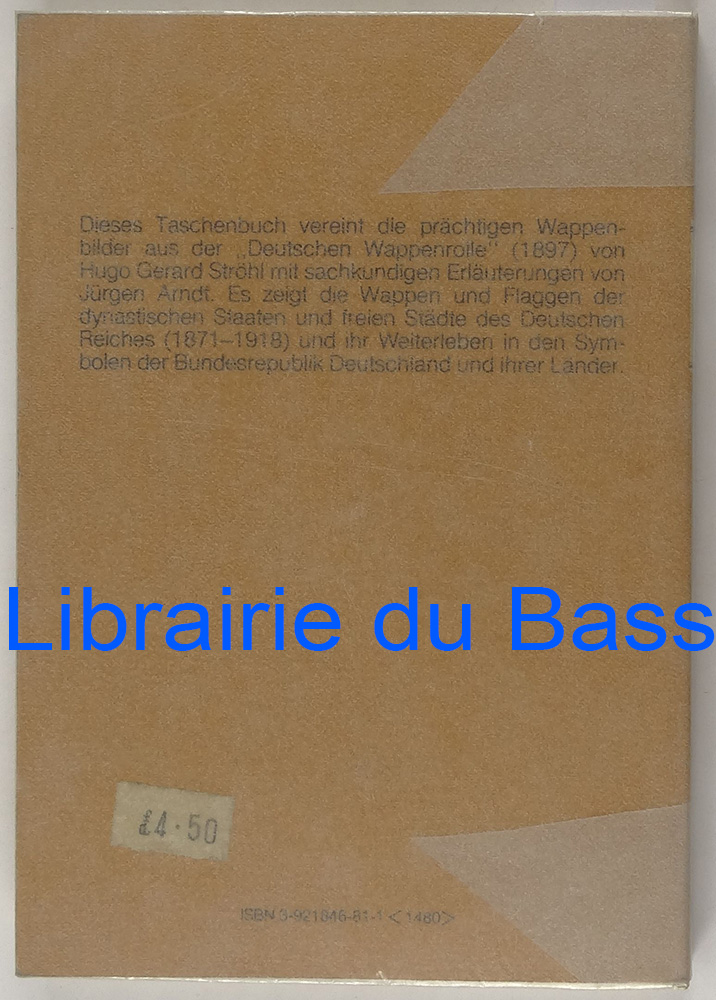 Dieses Taschenbuch vereint die prächtigen Wappen-
bilder aus der „Deutschen Wappenrolle“ (1897) von
Hugo Gerard Ströhl mit sachkundigen Erläuterungen von
Jürgen Arndt. Es zeigt die Wappen und Flaggen der
dynastischen Staaten und freien Städte des Deutschen
Reiches (1871–1918) und ihr Weiterleben in den Sym-
bolen der Bundesrepublik Deutschland und ihrer Länder.
Librairie du Bass
£4·50
ISBN 3-921846-81-1 <1480>